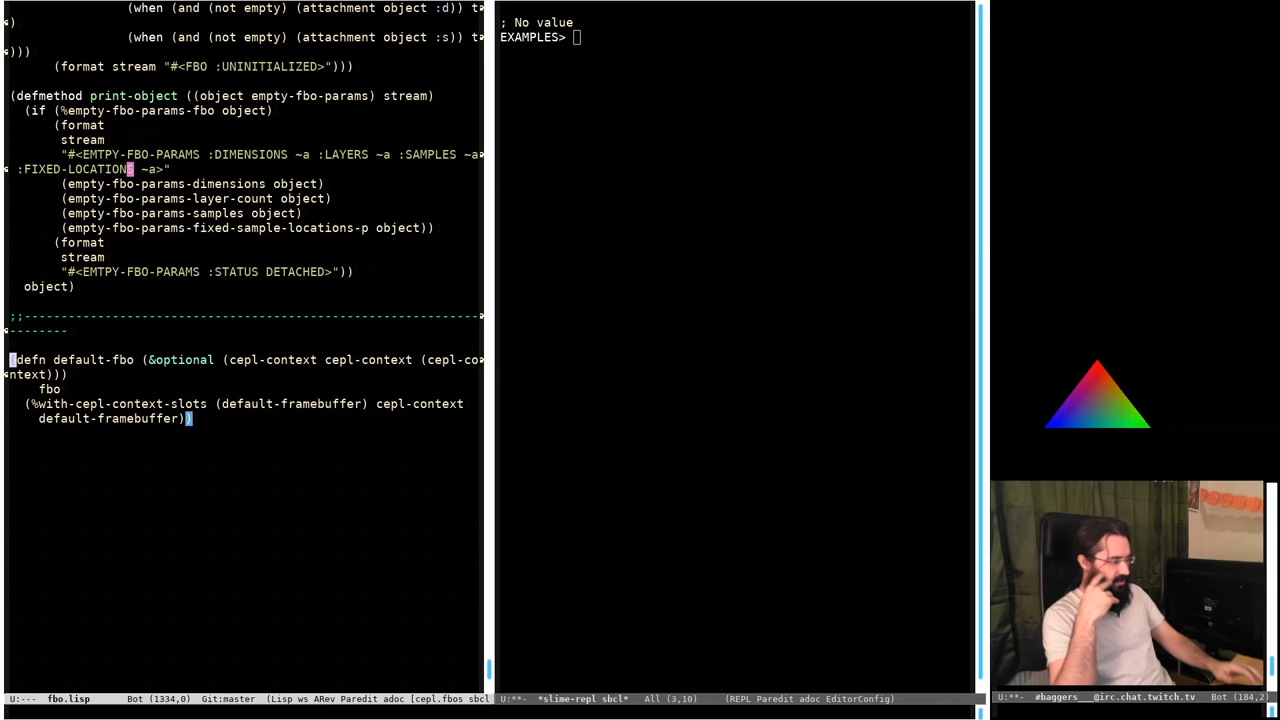 (when (and (not empty) (attachment object :d)) t
)
(when (and (not empty) (attachment object :s)) t
)))
(format stream "#<FBO :UNINITIALIZED>")))
(defmethod print-object ((object empty-fbo-params) stream)
(if (%empty-fbo-params-fbo object)
(format
stream
"#<EMTPY-FBO-PARAMS :DIMENSIONS ~a :LAYERS ~a :SAMPLES ~a
:FIXED-LOCATIONS ~a>"
(empty-fbo-params-dimensions object)
(empty-fbo-params-layer-count object)
(empty-fbo-params-samples object)
(empty-fbo-params-fixed-sample-locations-p object))
(format
stream
"#<EMTPY-FBO-PARAMS :STATUS DETACHED>"))
object)
;;----------------------------------------------------------------
--------
(defn default-fbo (&optional (cepl-context cepl-context (cepl-co
ntext)))
fbo
(%with-cepl-context-slots (default-framebuffer) cepl-context
default-framebuffer))
U:--- fbo.lisp Bot (1334,0) Git:master (Lisp ws ARev Paredit adoc [cepl.fbos sbcl
; No value
EXAMPLES>
U:**- *slime-repl sbcl* All (3,10) (REPL Paredit adoc EditorConfig)
U:**- #baggers___@irc.chat.twitch.tv Bot (184,2)